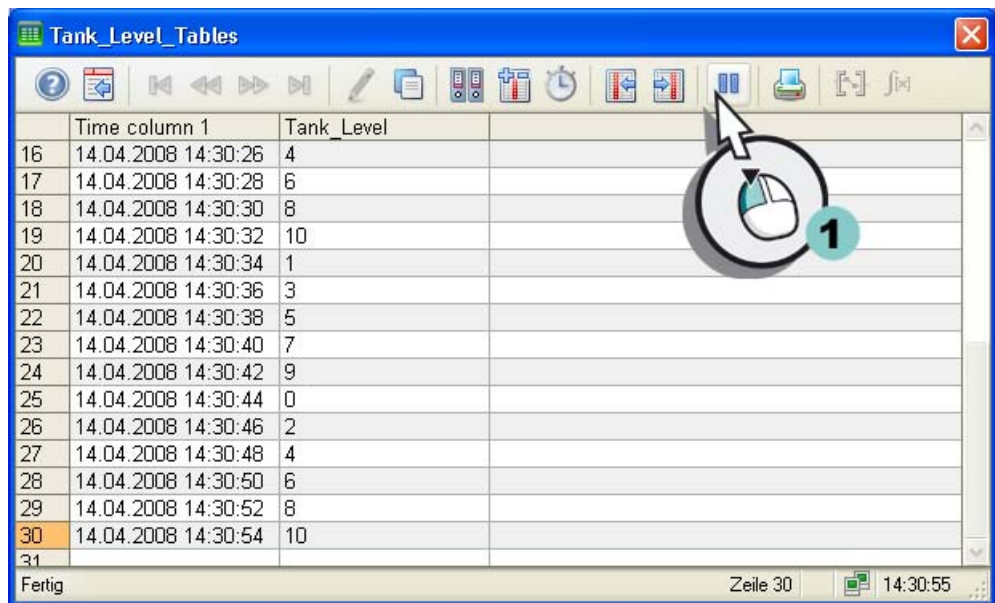 Tank_Level_Tables
Time column 1 Tank_Level
16 14.04.2008 14:30:26 4
17 14.04.2008 14:30:28 6
18 14.04.2008 14:30:30 8
19 14.04.2008 14:30:32 10
20 14.04.2008 14:30:34 1
21 14.04.2008 14:30:36 3
22 14.04.2008 14:30:38 5
23 14.04.2008 14:30:40 7
24 14.04.2008 14:30:42 9
25 14.04.2008 14:30:44 0
26 14.04.2008 14:30:46 2
27 14.04.2008 14:30:48 4
28 14.04.2008 14:30:50 6
29 14.04.2008 14:30:52 8
30 14.04.2008 14:30:54 10
31
1
Fertig Zeile 30 14:30:55